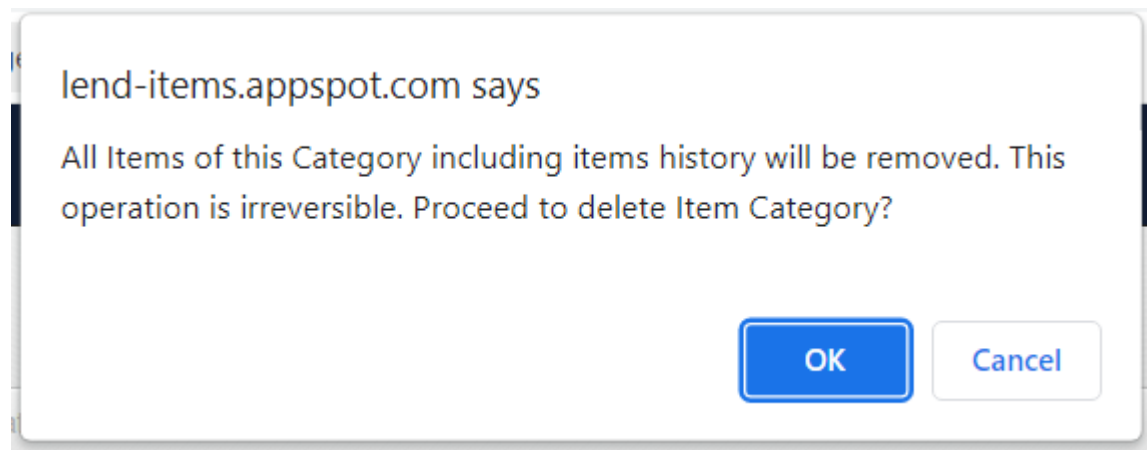 lend-items.appspot.com says
All Items of this Category including items history will be removed. This
operation is irreversible. Proceed to delete Item Category?
OK
Cancel